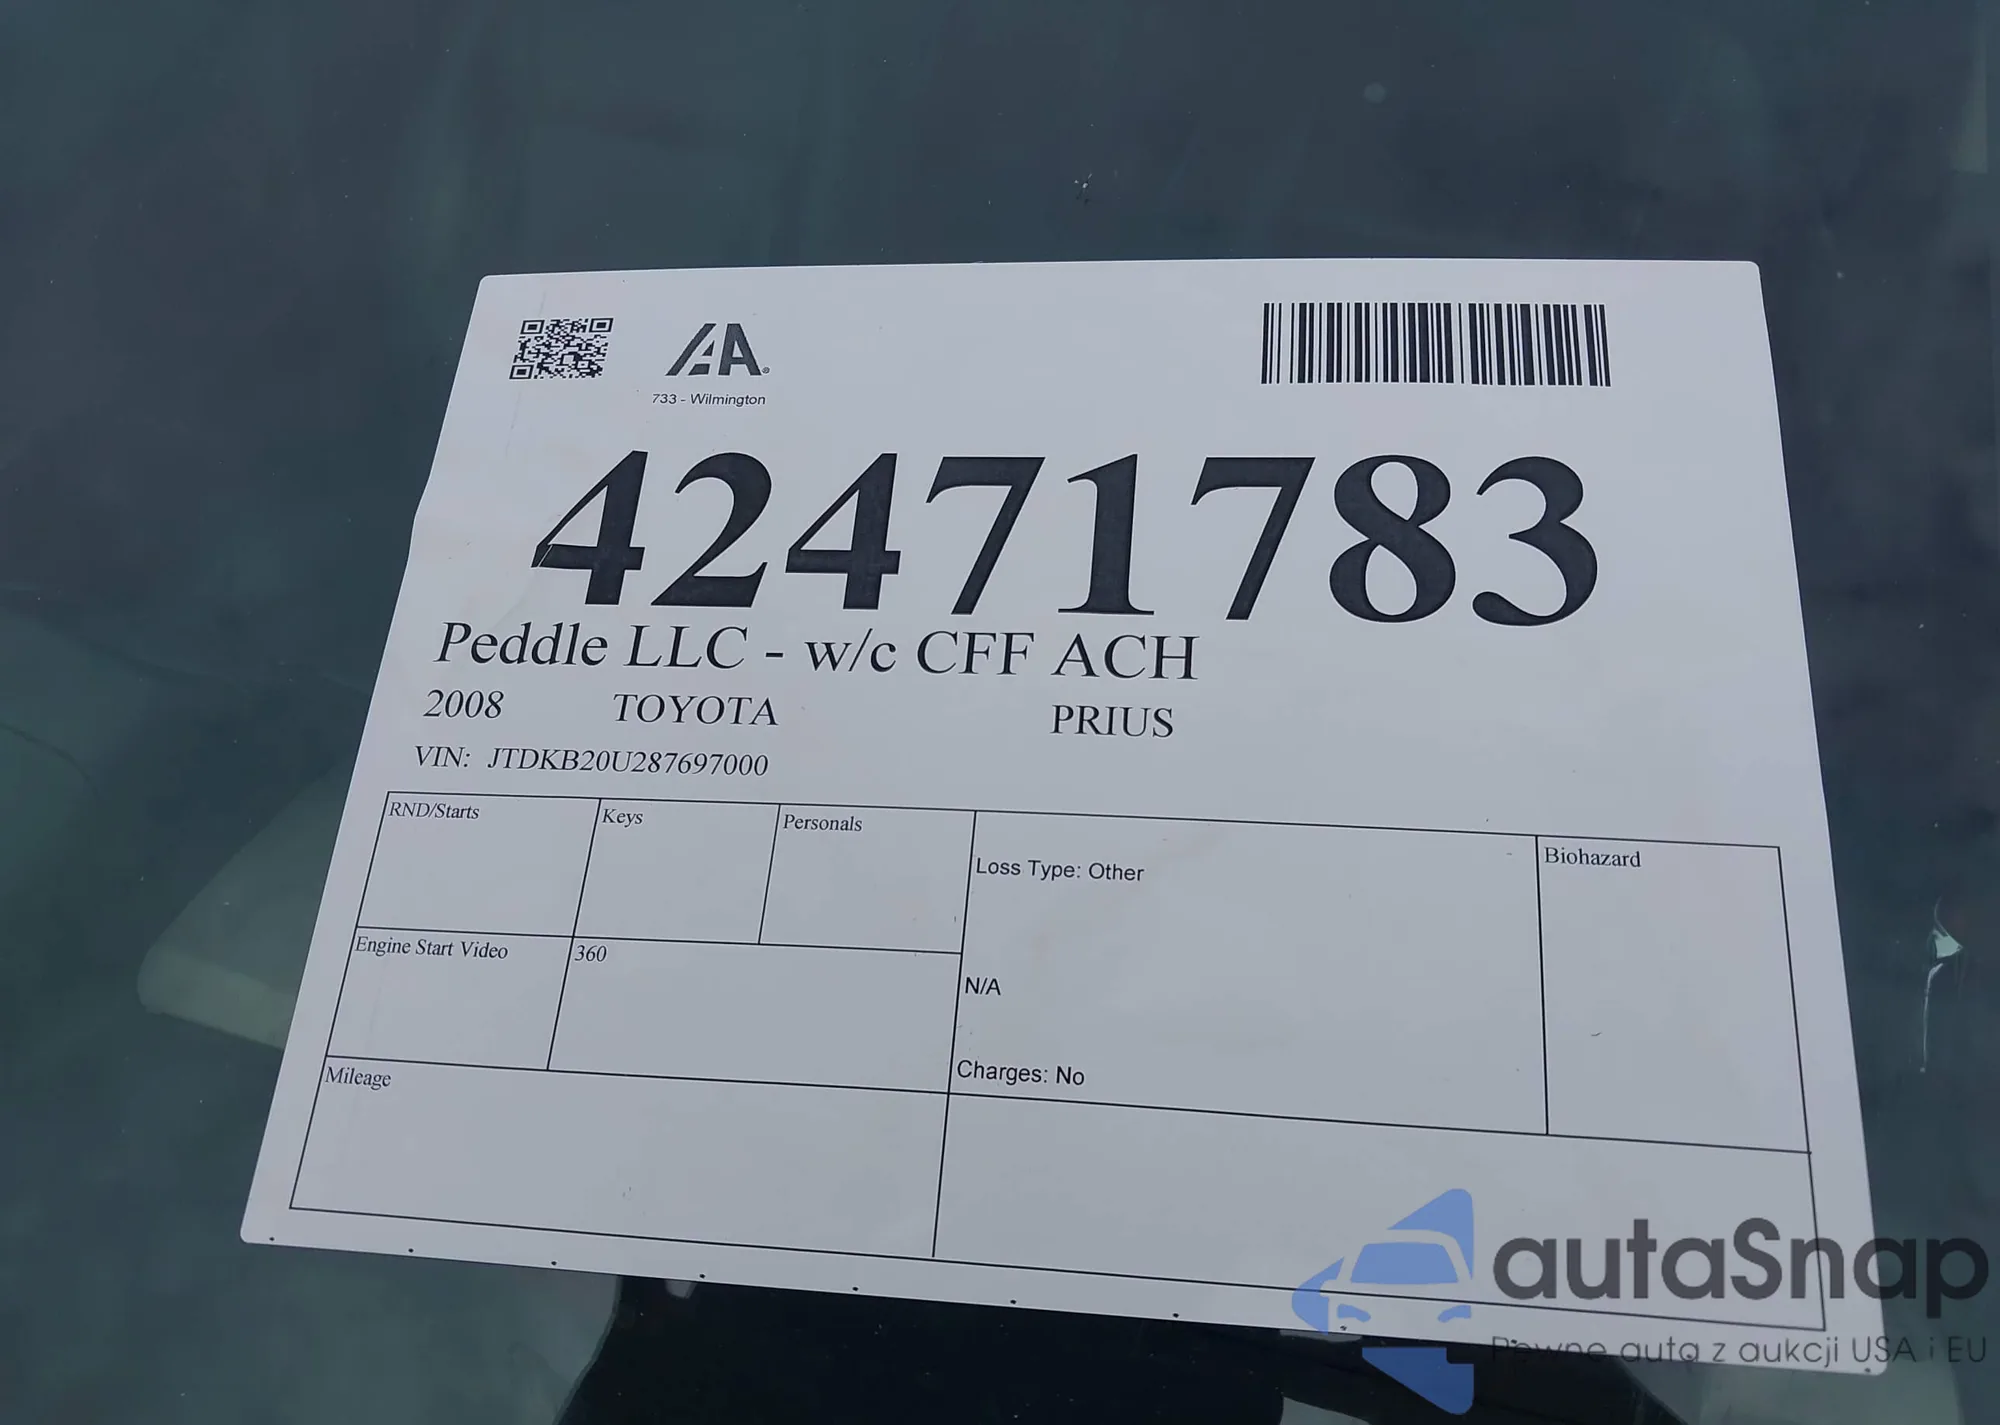 IAA®
733 - Wilmington
42471783
Peddle LLC - w/c CFF ACH
2008 TOYOTA PRIUS
VIN: JTDKB20U287697000
RND/Starts Keys Personals
Loss Type: Other
Biohazard
Engine Start Video 360
N/A
Charges: No
Mileage
autaSnap
Pewne auta z aukcji USA i EU